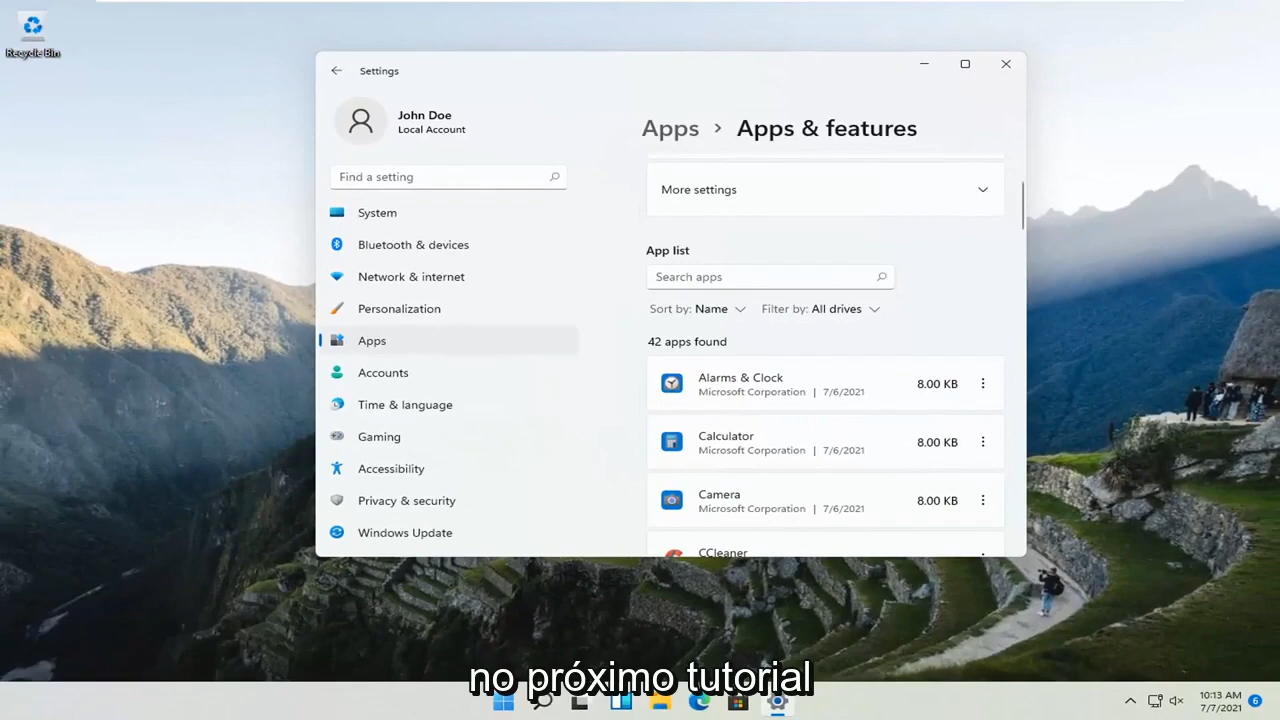 Recycle Bin
Settings
John Doe
Local Account
Find a setting
System
Bluetooth & devices
Network & internet
Personalization
Apps
Accounts
Time & language
Gaming
Accessibility
Privacy & security
Windows Update
Apps > Apps & features
More settings
App list
Search apps
Sort by: Name Filter by: All drives
42 apps found
Alarms & Clock
Microsoft Corporation | 7/6/2021
8.00 KB
Calculator
Microsoft Corporation | 7/6/2021
8.00 KB
Camera
Microsoft Corporation | 7/6/2021
8.00 KB
CCleaner
no próximo tutorial
10:13 AM
7/7/2021
6